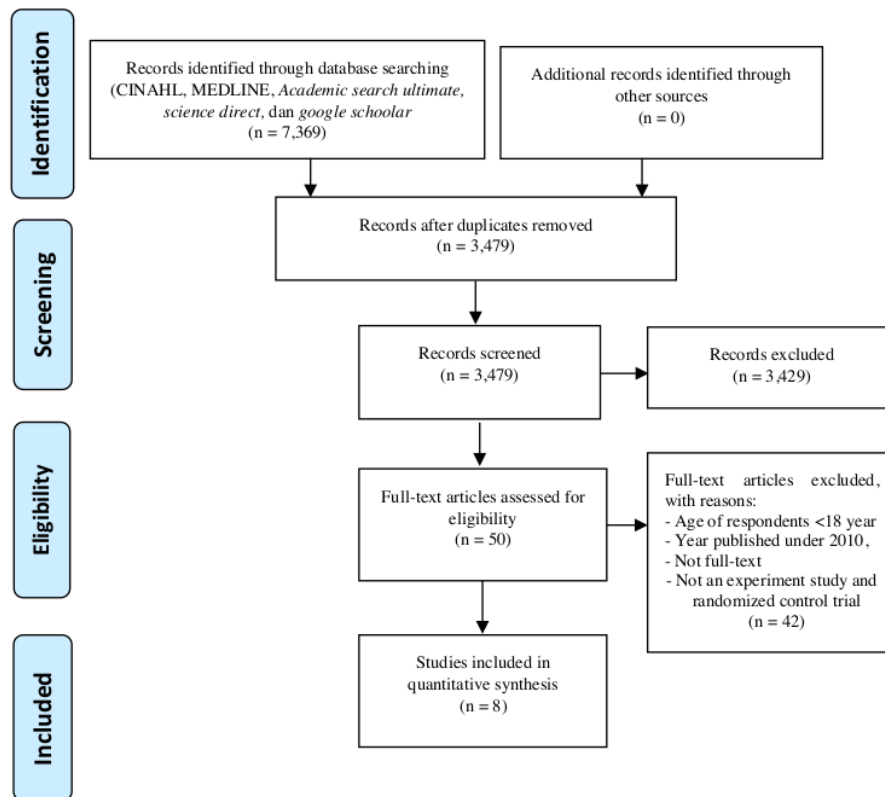 Identification
Records identified through database searching
(CINAHL, MEDLINE, Academic search ultimate,
science direct, dan google schoolar
(n = 7,369)
Additional records identified through
other sources
(n = 0)
Screening
Records after duplicates removed
(n = 3,479)
Records screened
(n = 3,479)
Records excluded
(n = 3,429)
Eligibility
Full-text articles assessed for
eligibility
(n = 50)
Full-text articles excluded,
with reasons:
- Age of respondents <18 year
- Year published under 2010,
- Not full-text
- Not an experiment study and
randomized control trial
(n = 42)
Included
Studies included in
quantitative synthesis
(n = 8)